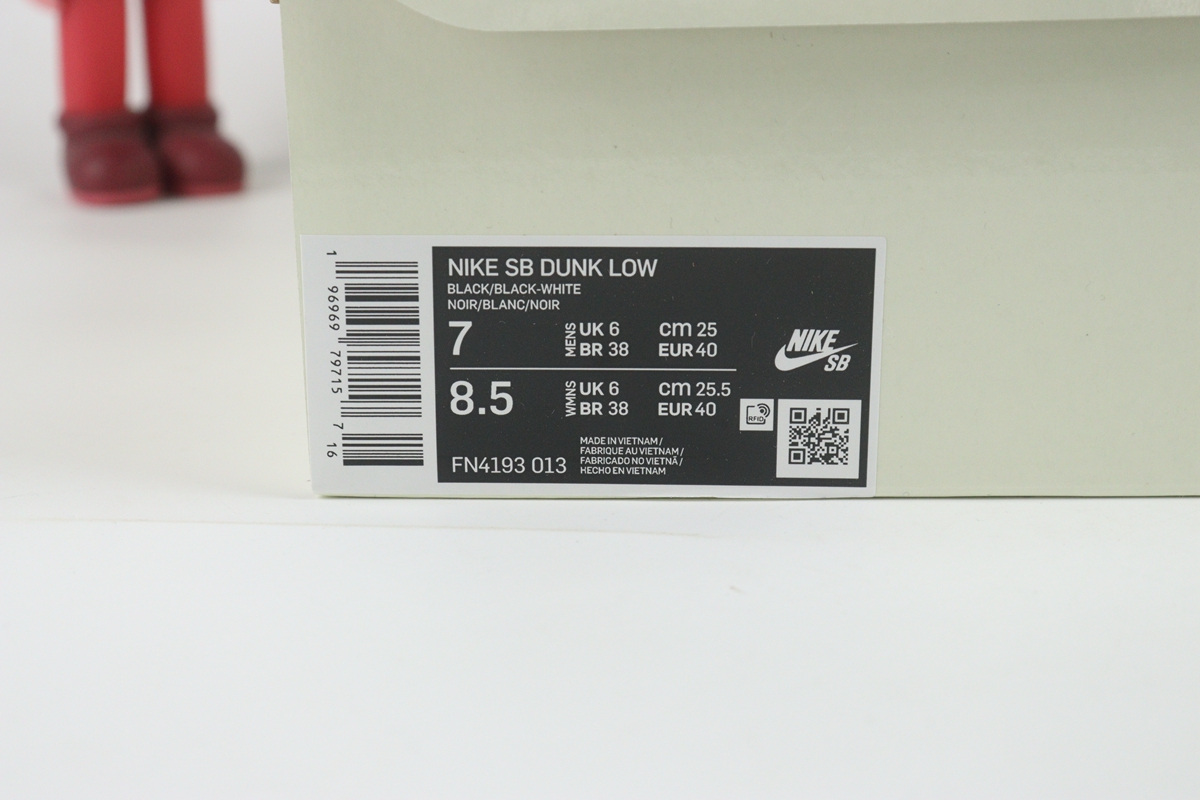 1 96969 79715 7 16
NIKE SB DUNK LOW
BLACK/BLACK-WHITE
NOIR/BLANC/NOIR
7 MENS UK 6 cm 25
BR 38 EUR 40
8.5 WMNS UK 6 cm 25.5
BR 38 EUR 40
NIKE
SB
RFID
FN4193 013
MADE IN VIETNAM /
FABRIQUE AU VIETNAM /
FABRICADO NO VIETNÃ /
HECHO EN VIETNAM